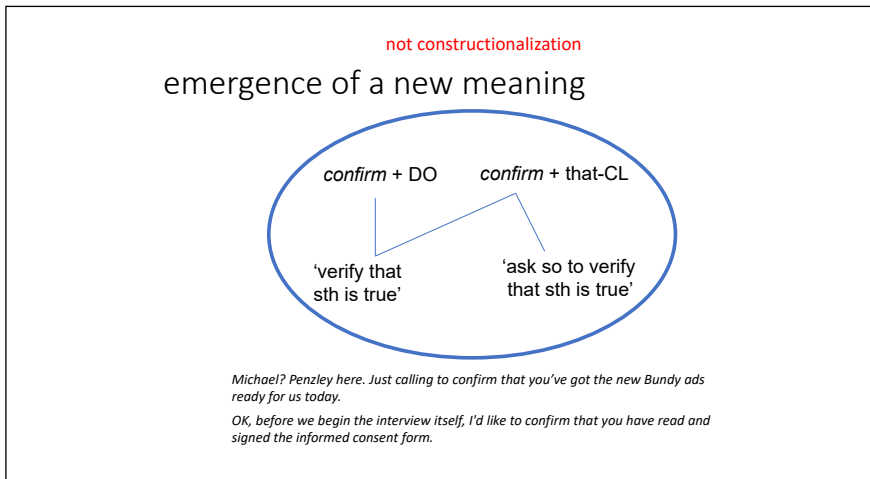 not constructionalization
emergence of a new meaning
confirm + DO confirm + that-CL
‘verify that ‘ask so to verify
sth is true’ that sth is true’
Michael? Penzley here. Just calling to confirm that you’ve got the new Bundy ads
ready for us today.
OK, before we begin the interview itself, I'd like to confirm that you have read and
signed the informed consent form.